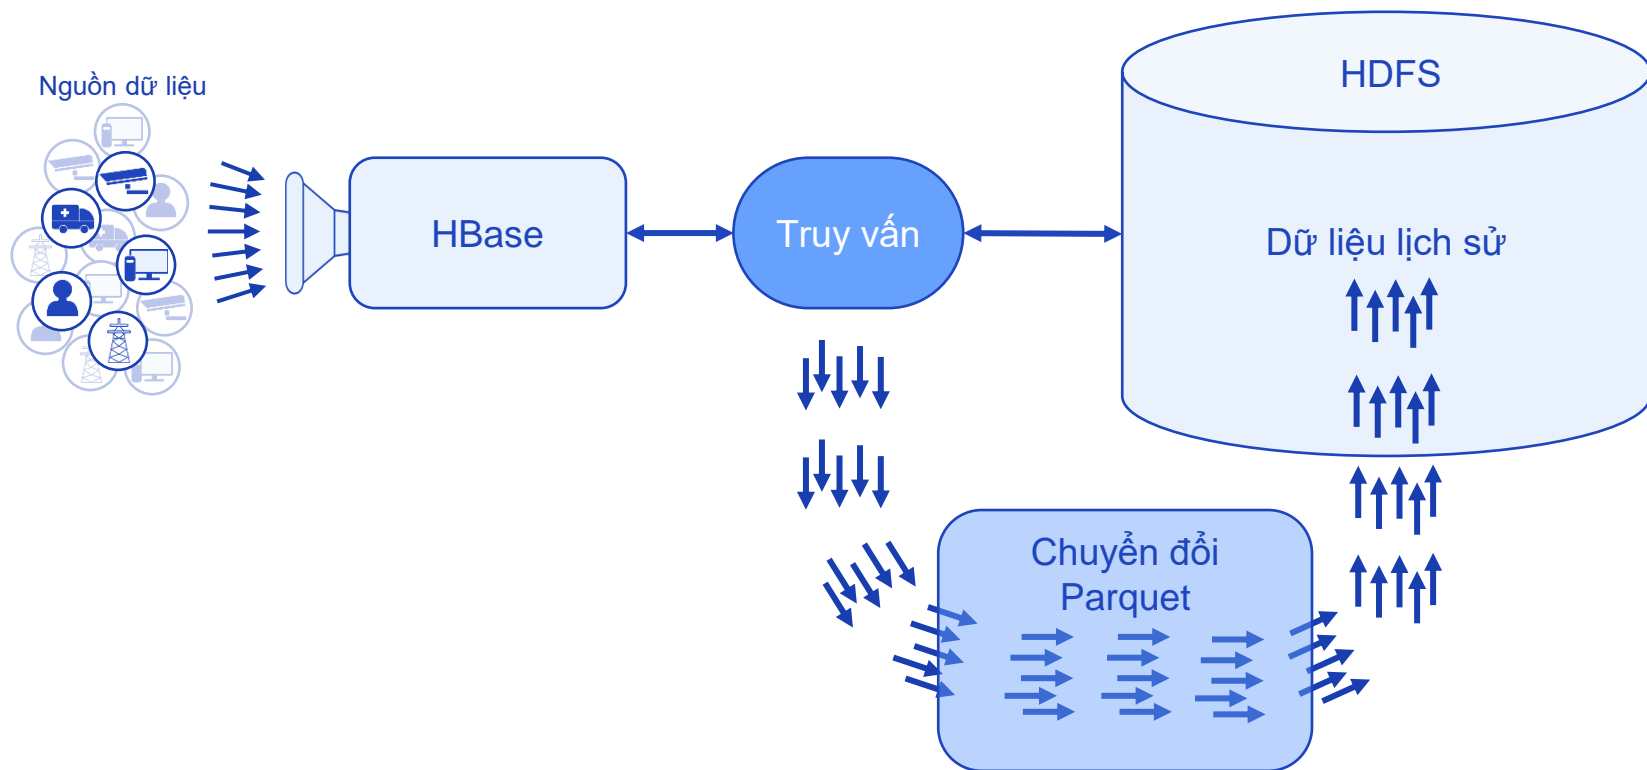 Nguồn dữ liệu
HBase
Truy vấn
HDFS
Dữ liệu lịch sử
Chuyển đổi
Parquet